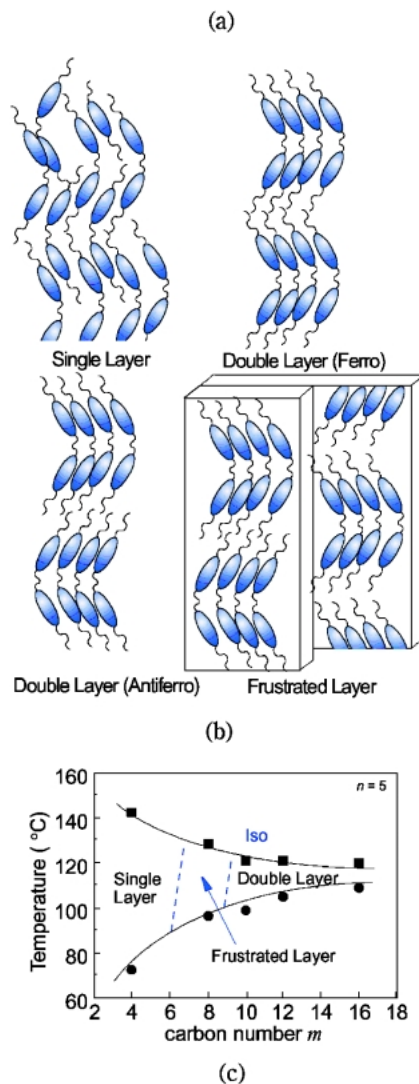 (a)
Single Layer
Double Layer (Ferro)
Double Layer (Antiferro)
Frustrated Layer
(b)
160
140
120
100
80
60
Temperature ( °C)
n = 5
Iso
Single
Layer
Double Layer
Frustrated Layer
2 4 6 8 10 12 14 16 18
carbon number m
(c)